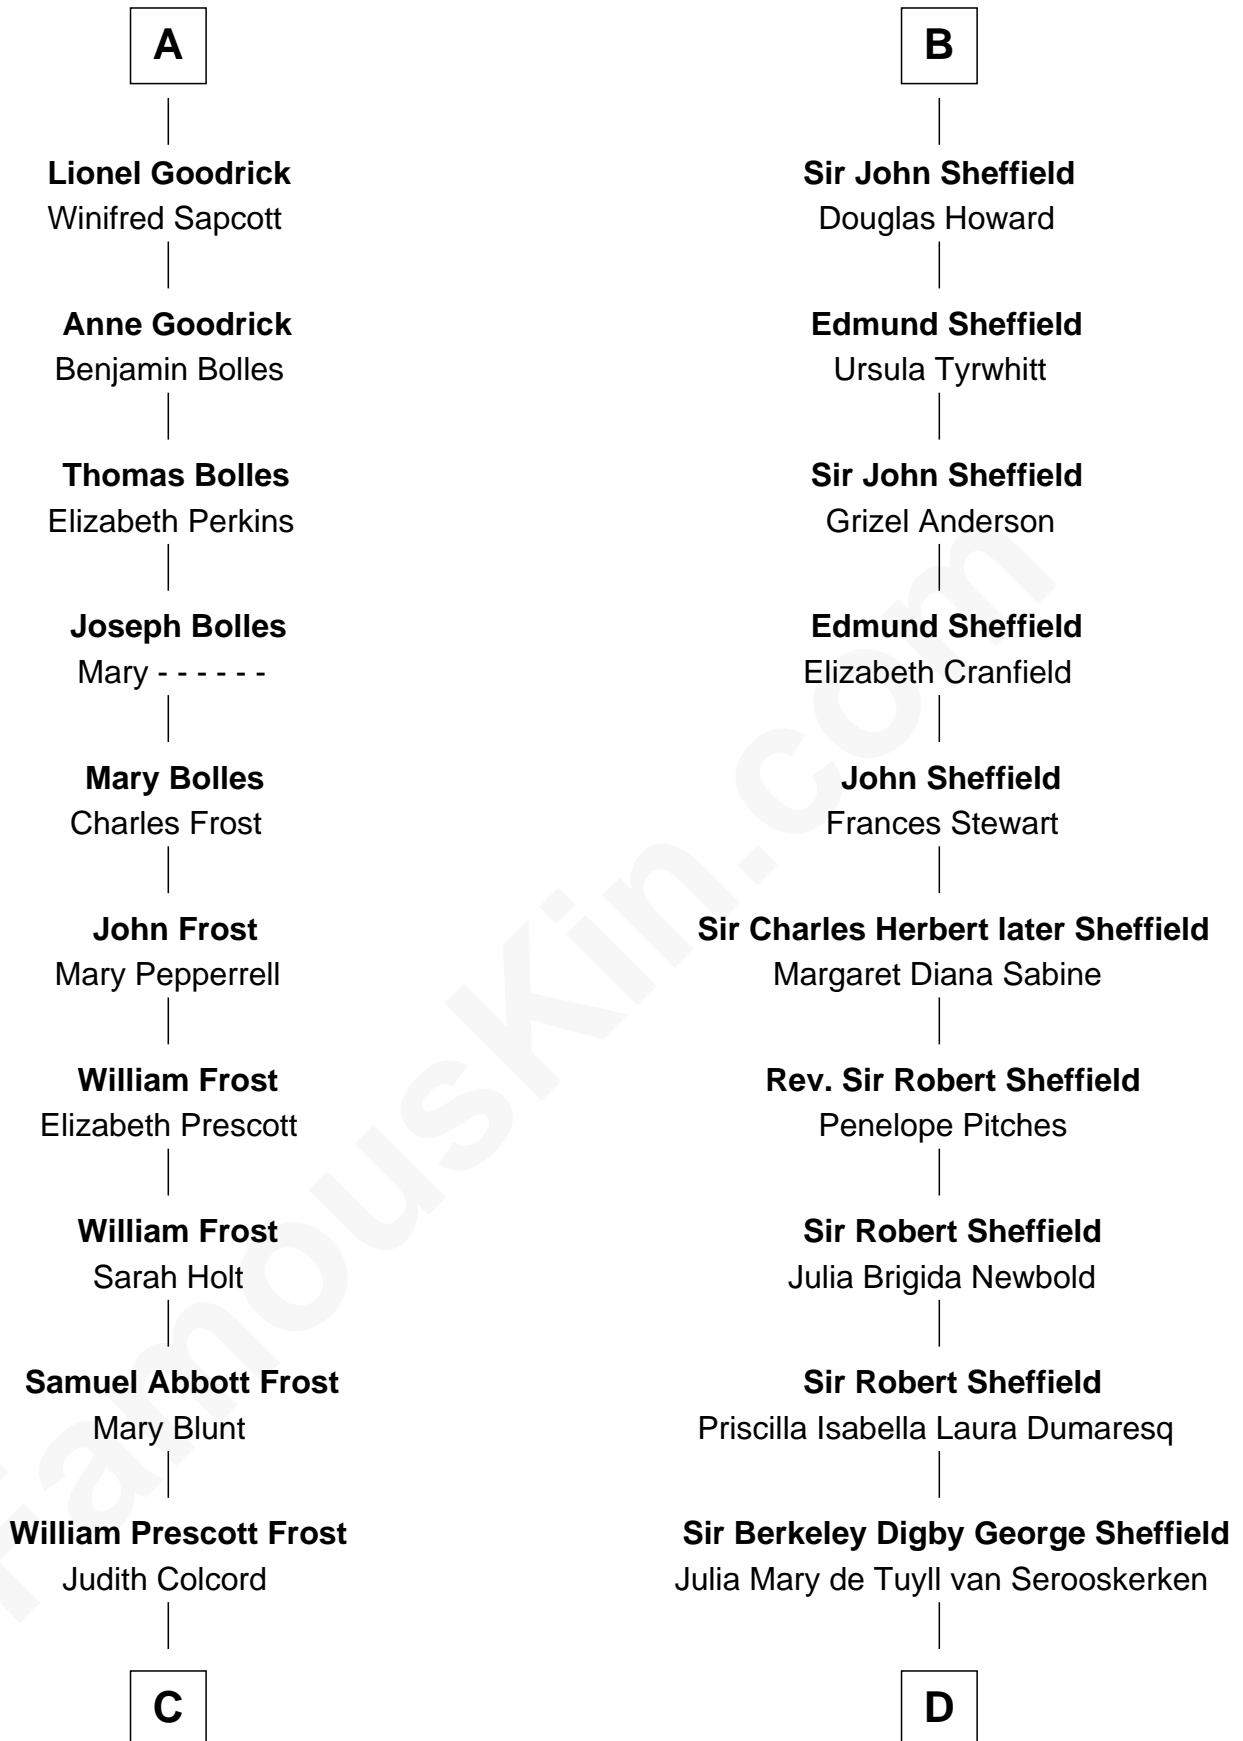 A
Lionel Goodrick
Winifred Sapcott
Anne Goodrick
Benjamin Bolles
Thomas Bolles
Elizabeth Perkins
Joseph Bolles
Mary - - - - - -
Mary Bolles
Charles Frost
John Frost
Mary Pepperrell
William Frost
Elizabeth Prescott
William Frost
Sarah Holt
Samuel Abbott Frost
Mary Blunt
William Prescott Frost
Judith Colcord
C
B
Sir John Sheffield
Douglas Howard
Edmund Sheffield
Ursula Tyrwhitt
Sir John Sheffield
Grizel Anderson
Edmund Sheffield
Elizabeth Cranfield
John Sheffield
Frances Stewart
Sir Charles Herbert later Sheffield
Margaret Diana Sabine
Rev. Sir Robert Sheffield
Penelope Pitches
Sir Robert Sheffield
Julia Brigida Newbold
Sir Robert Sheffield
Priscilla Isabella Laura Dumaresq
Sir Berkeley Digby George Sheffield
Julia Mary de Tuyll van Serooskerken
D
FamousKin.com